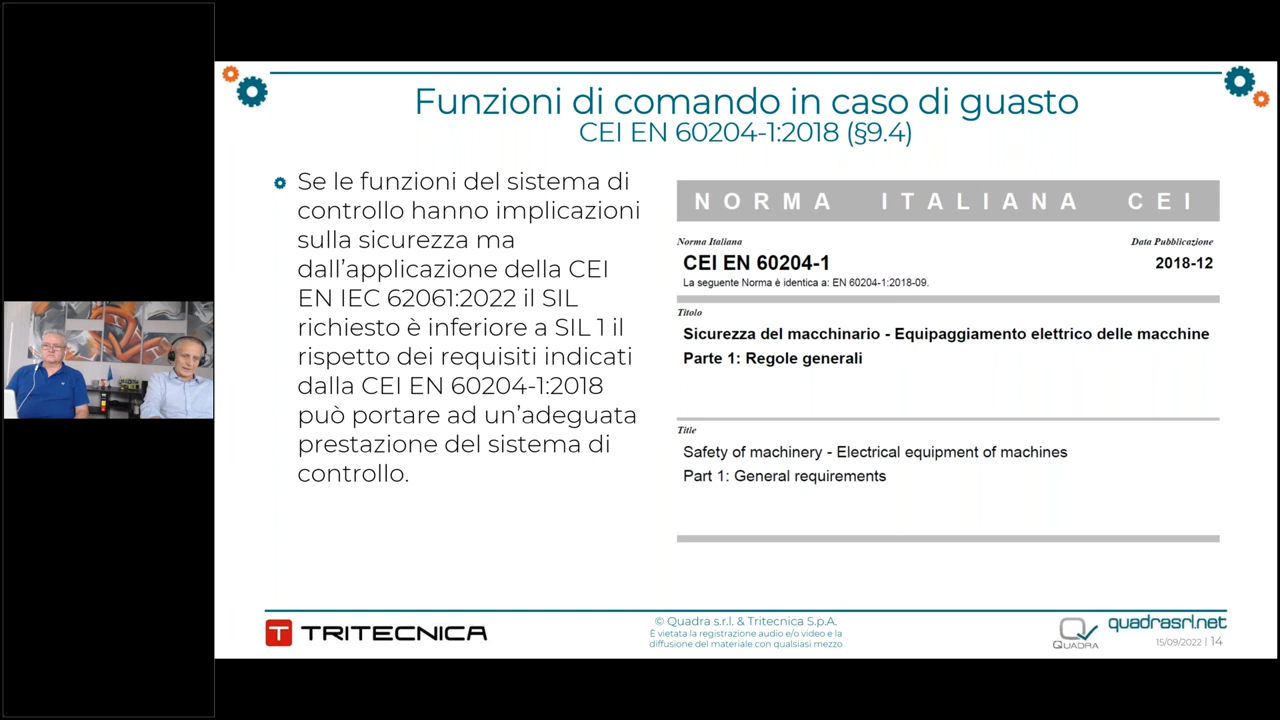 Funzioni di comando in caso di guasto
CEI EN 60204-1:2018 (§9.4)
Se le funzioni del sistema di
controllo hanno implicazioni
sulla sicurezza ma
dall'applicazione della CEI
EN IEC 62061:2022 il SIL
richiesto è inferiore a SIL 1 il
rispetto dei requisiti indicati
dalla CEI EN 60204-1:2018
può portare ad un'adeguata
prestazione del sistema di
controllo.
NORMA ITALIANA CEI
Norma Italiana
Data Pubblicazione
CEI EN 60204-1
2018-12
La seguente Norma è identica a: EN 60204-1:2018-09.
Titolo
Sicurezza del macchinario - Equipaggiamento elettrico delle macchine
Parte 1: Regole generali
Title
Safety of machinery - Electrical equipment of machines
Part 1: General requirements
TRITECNICA
© Quadra s.r.l. & Tritecnica S.p.A.
È vietata la registrazione audio e/o video e la
diffusione del materiale con qualsiasi mezzo
QUADRA
quadrasrl.net
15/09/2022 | 14